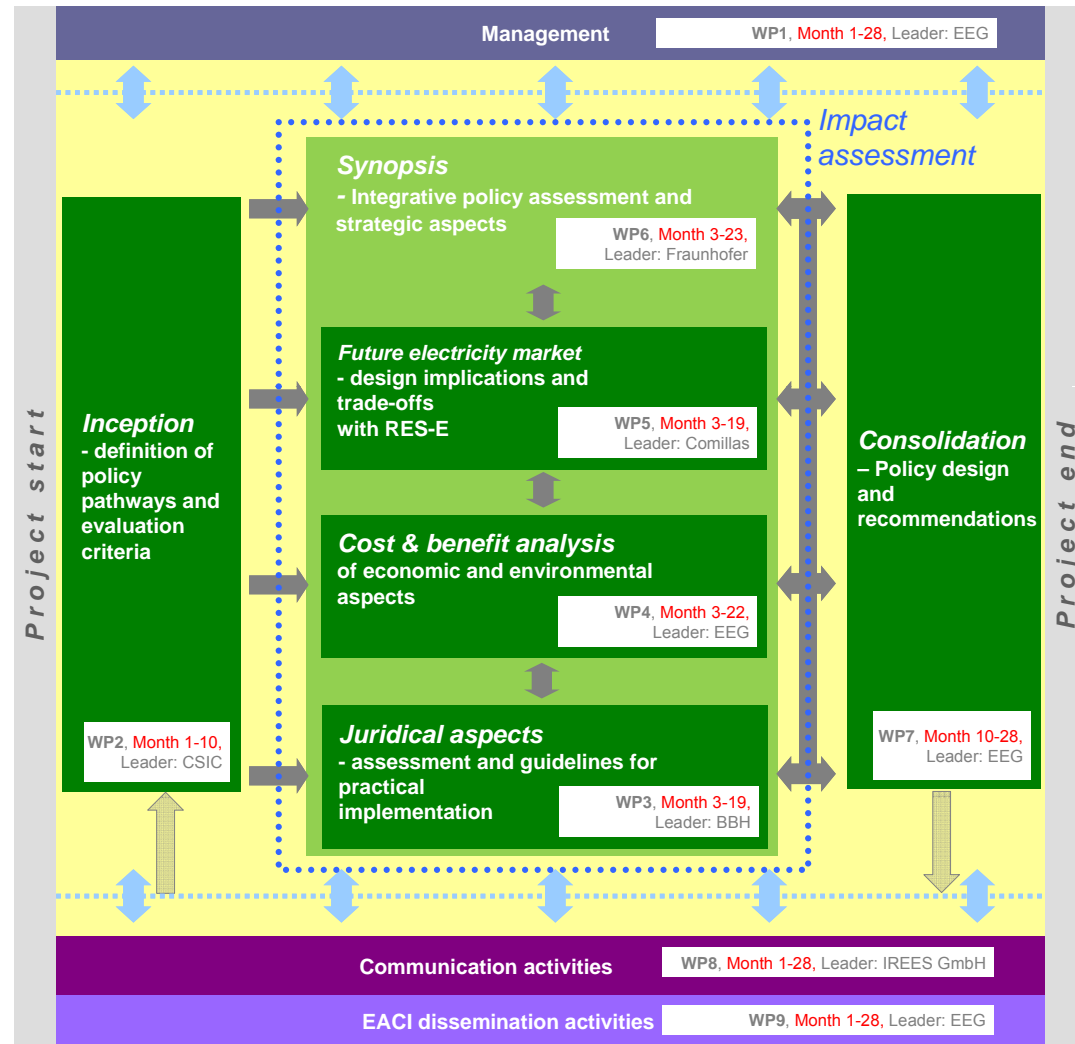 Management
WP1, Month 1-28, Leader: EEG
Impact
assessment
Project start
Inception
- definition of
policy
pathways and
evaluation
criteria
WP2, Month 1-10,
Leader: CSIC
Synopsis
- Integrative policy assessment and
strategic aspects
WP6, Month 3-23,
Leader: Fraunhofer
Future electricity market
- design implications and
trade-offs
with RES-E
WP5, Month 3-19,
Leader: Comillas
Cost & benefit analysis
of economic and environmental
aspects
WP4, Month 3-22,
Leader: EEG
Juridical aspects
- assessment and guidelines for
practical
implementation
WP3, Month 3-19,
Leader: BBH
Consolidation
– Policy design
and
recommendations
WP7, Month 10-28,
Leader: EEG
Project end
Communication activities
WP8, Month 1-28, Leader: IREES GmbH
EACI dissemination activities
WP9, Month 1-28, Leader: EEG